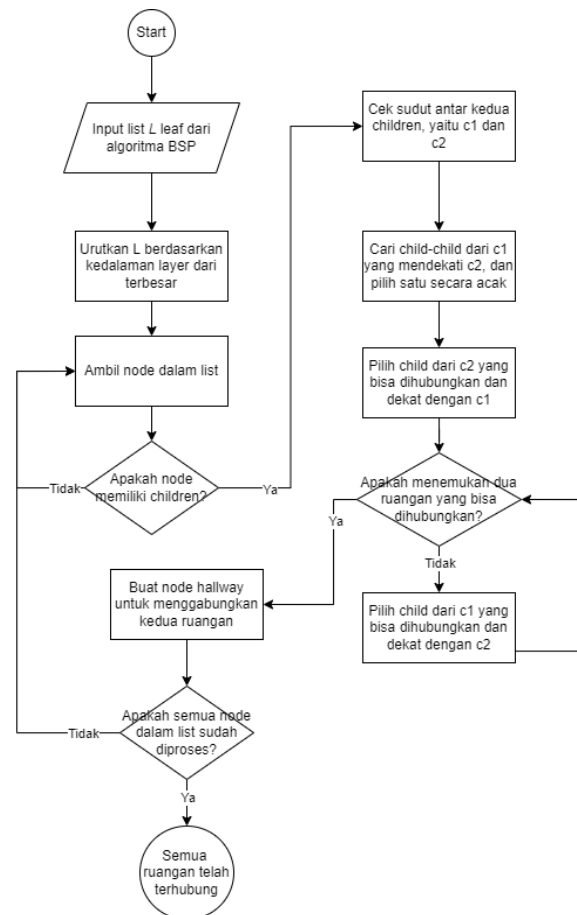 Start
Input list L leaf dari
algoritma BSP
Urutkan L berdasarkan
kedalaman layer dari
terbesar
Ambil node dalam list
Apakah node
memiliki children?
Tidak
Ya
Cek sudut antar kedua
children, yaitu c1 dan
c2
Cari child-child dari c1
yang mendekati c2, dan
pilih satu secara acak
Pilih child dari c2 yang
bisa dihubungkan dan
dekat dengan c1
Apakah menemukan dua
ruangan yang bisa
dihubungkan?
Ya
Tidak
Pilih child dari c1 yang
bisa dihubungkan dan
dekat dengan c2
Buat node hallway
untuk menggabungkan
kedua ruangan
Apakah semua node
dalam list sudah
diproses?
Tidak
Ya
Semua
ruangan telah
terhubung